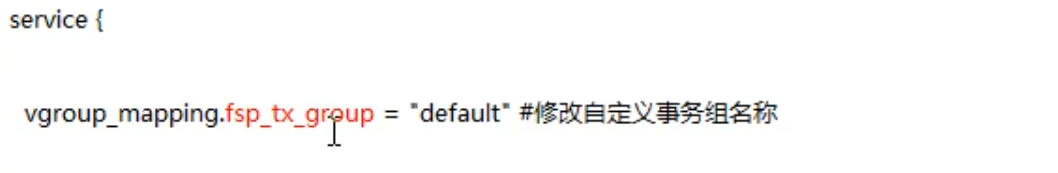 service {
vgroup_mapping.fsp_tx_group = "default" #修改自定义事务组名称